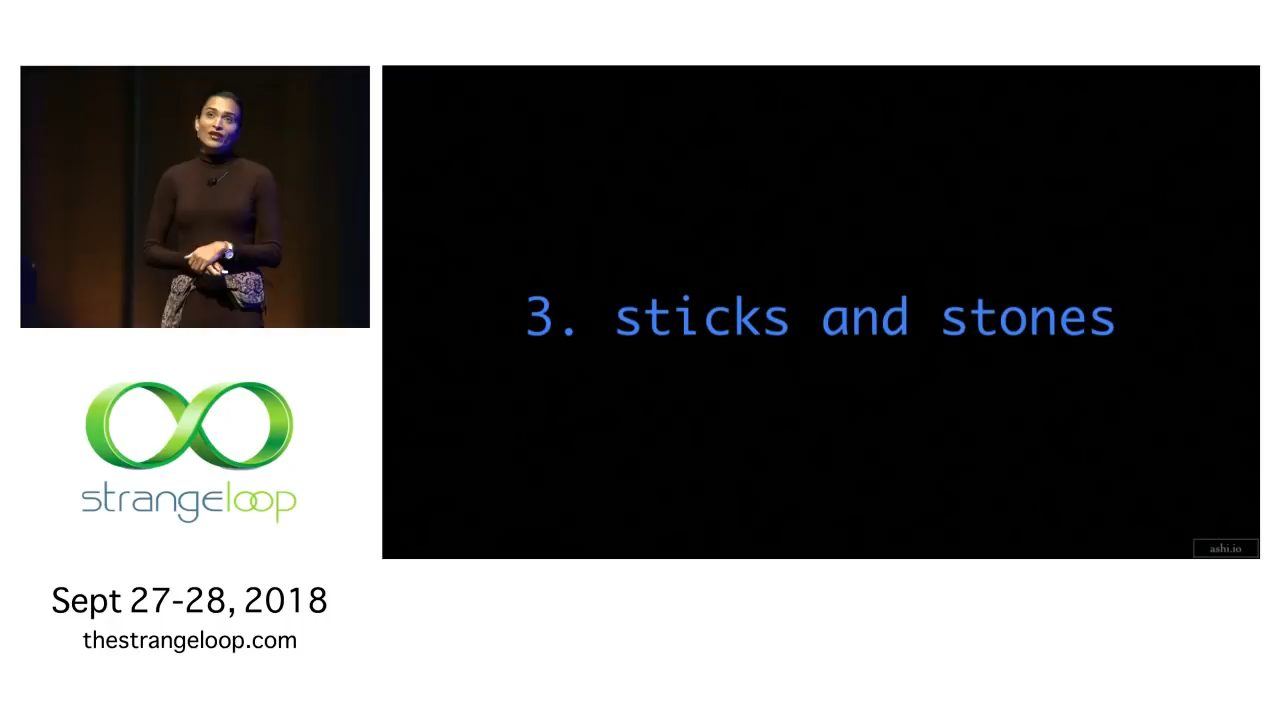 3. sticks and stones
ashi.io
strangeloop
Sept 27-28, 2018
thestrangeloop.com